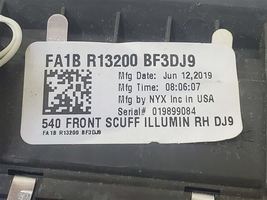 FA1B R13200 BF3DJ9
Mfg Date: Jun 12,2019
Mfg Time: 08:06:07
Mfg by NYX Inc in USA
Serial: 019899084
540 FRONT SCUFF ILLUMIN RH DJ9
FA1B R13200 BF3DJ9